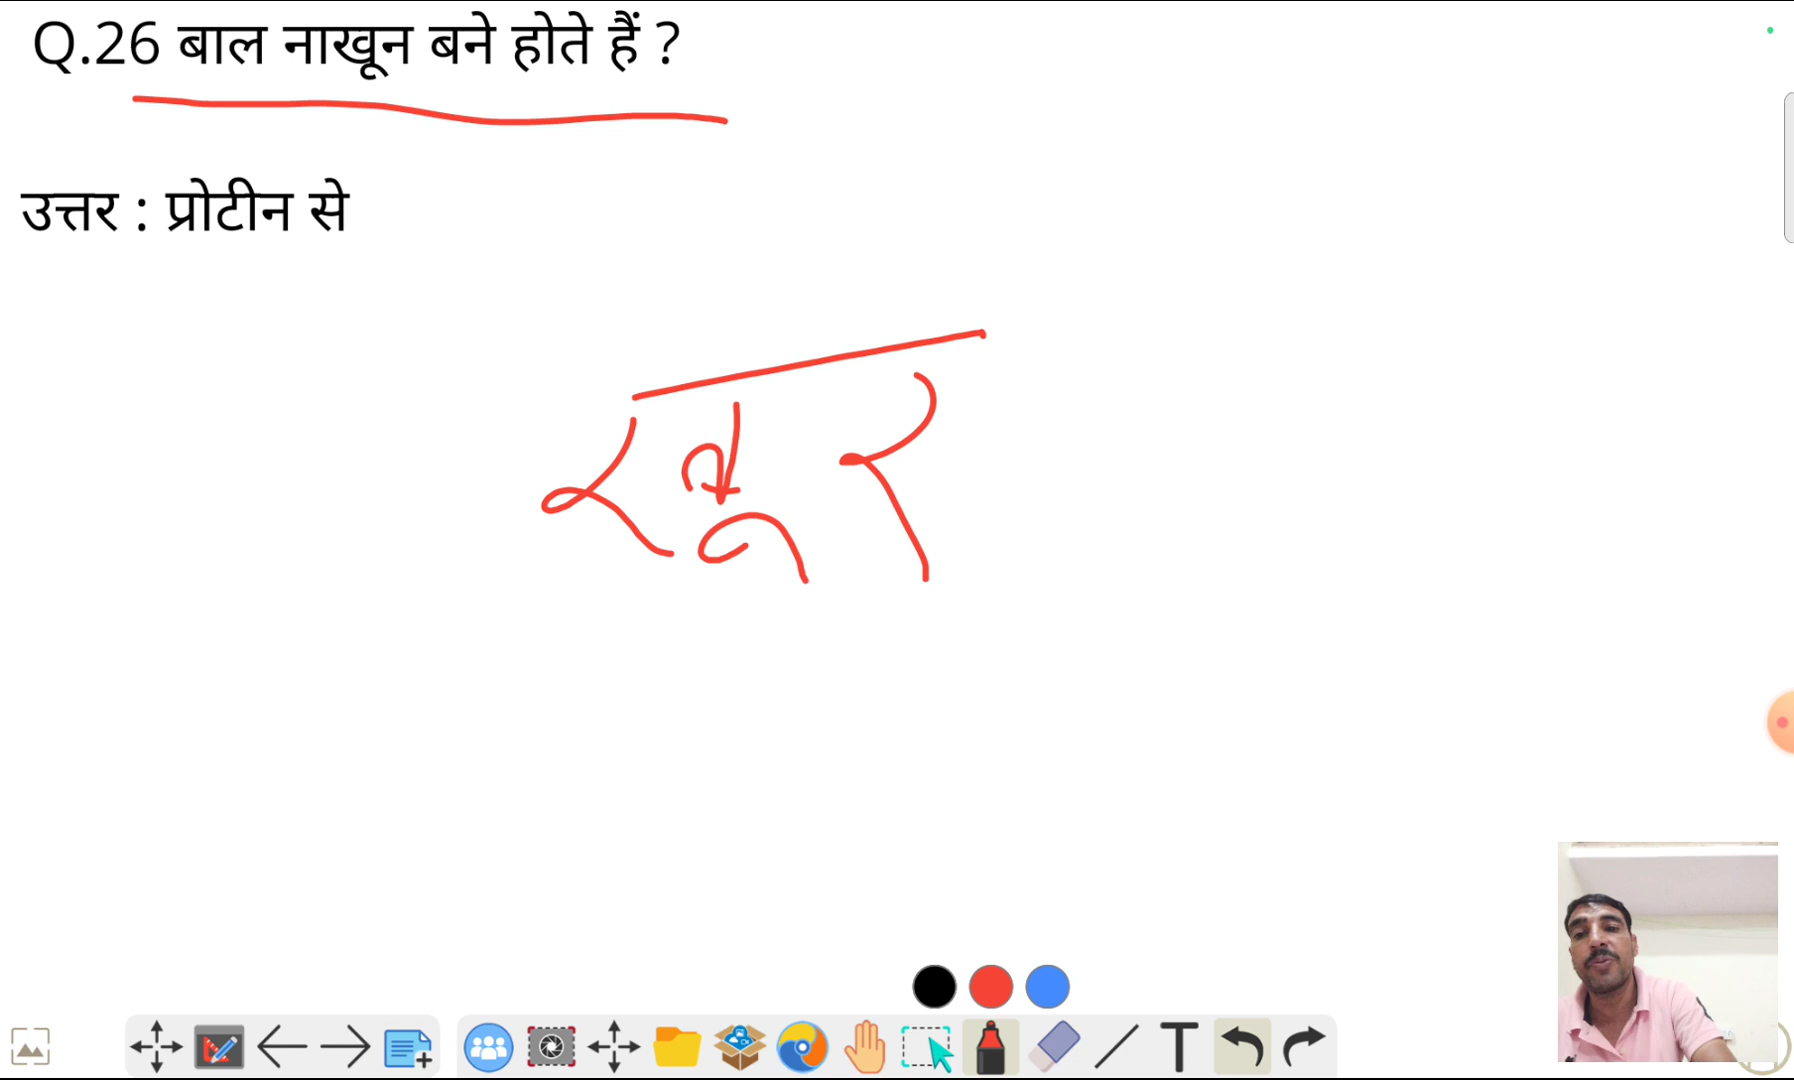 Q.26 बाल नाखून बने होते हैं ?
उत्तर : प्रोटीन से